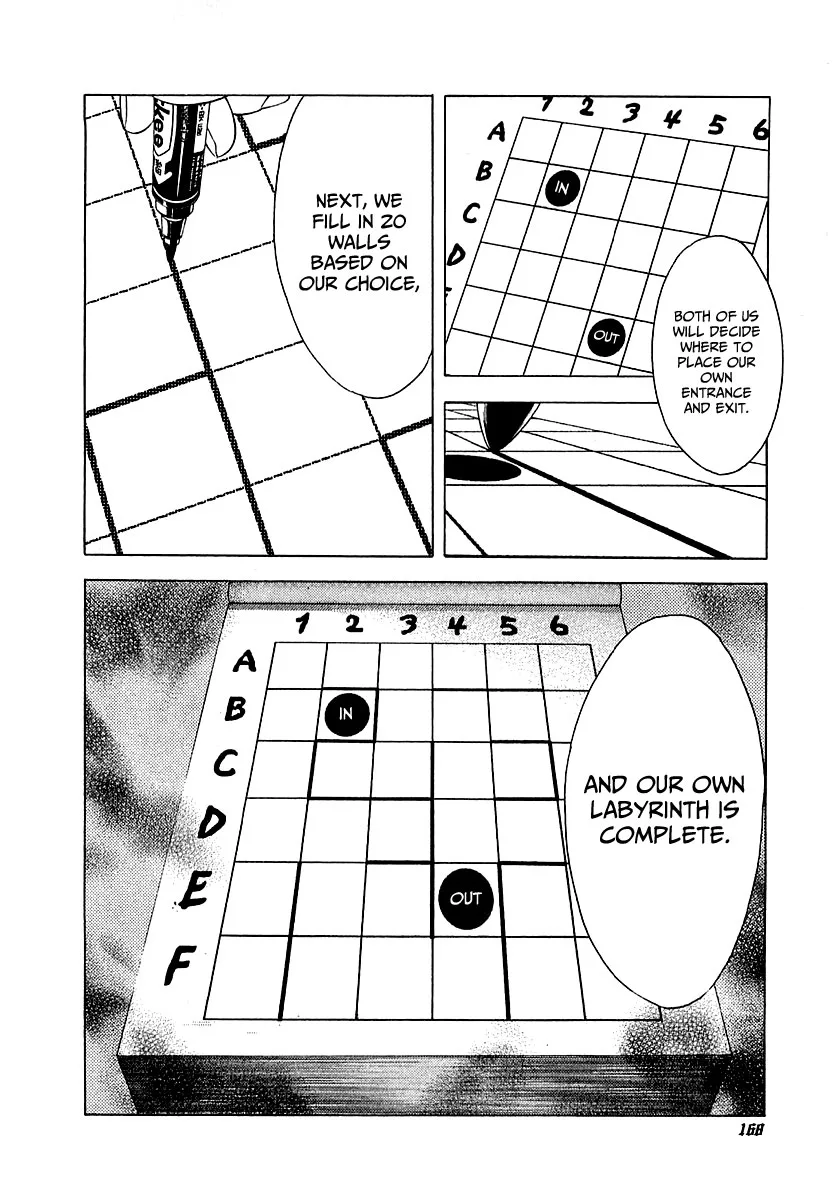 1 2 3 4 5 6
A
B
C
D
IN
OUT
BOTH OF US
WILL DECIDE
WHERE TO
PLACE OUR
OWN
ENTRANCE
AND EXIT.
NEXT, WE
FILL IN 20
WALLS
BASED ON
OUR CHOICE,
1 2 3 4 5 6
A
B
C
D
E
F
IN
OUT
AND OUR OWN
LABYRINTH IS
COMPLETE.
168